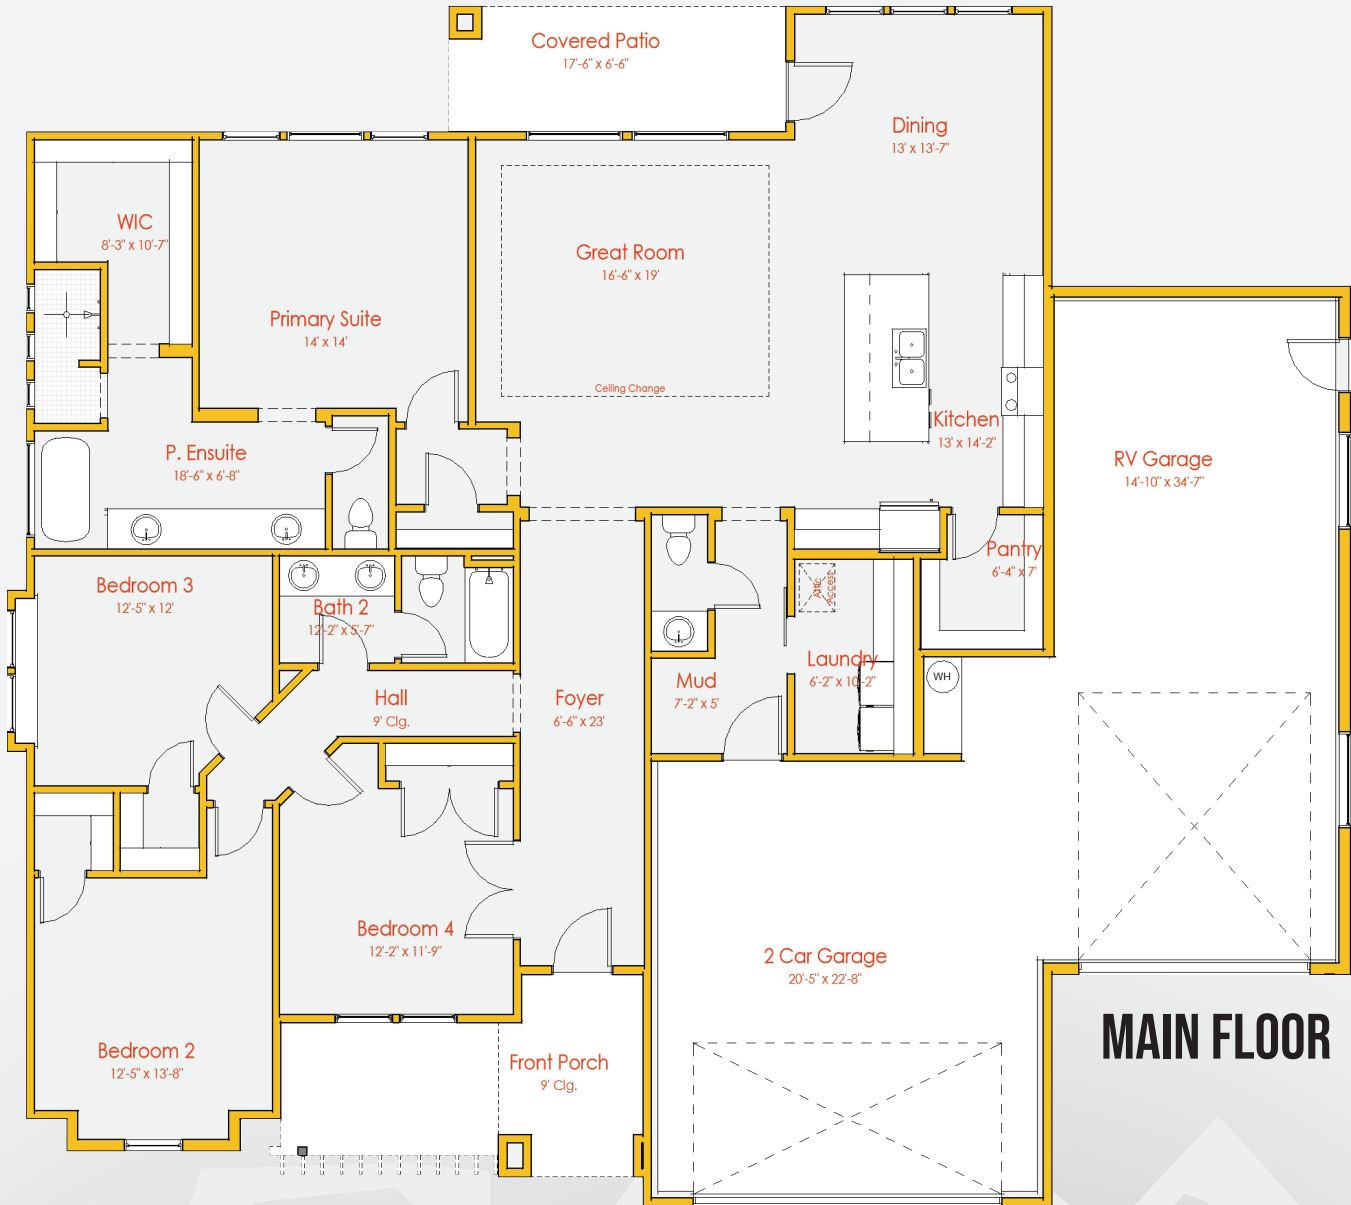 Covered Patio
17'-6" x 6'-6"
Dining
13' x 13'-7"
WIC
8'-3" x 10'-7"
Great Room
16'-6" x 19'
Primary Suite
14' x 14'
Ceiling Change
Kitchen
13' x 14'-2"
P. Ensuite
18'-6" x 6'-8"
RV Garage
14'-10" x 34'-7"
Pantry
6'-4" x 7'
Bedroom 3
12'-5" x 12'
Attic
Access
Bath 2
12'-2" x 5'-7"
Laundry
6'-2" x 10'-2"
Mud
7'-2" x 5'
WH
Hall
9' Clg.
Foyer
6'-6" x 23'
Bedroom 4
12'-2" x 11'-9"
2 Car Garage
20'-5" x 22'-8"
MAIN FLOOR
Bedroom 2
12'-5" x 13'-8"
Front Porch
9' Clg.